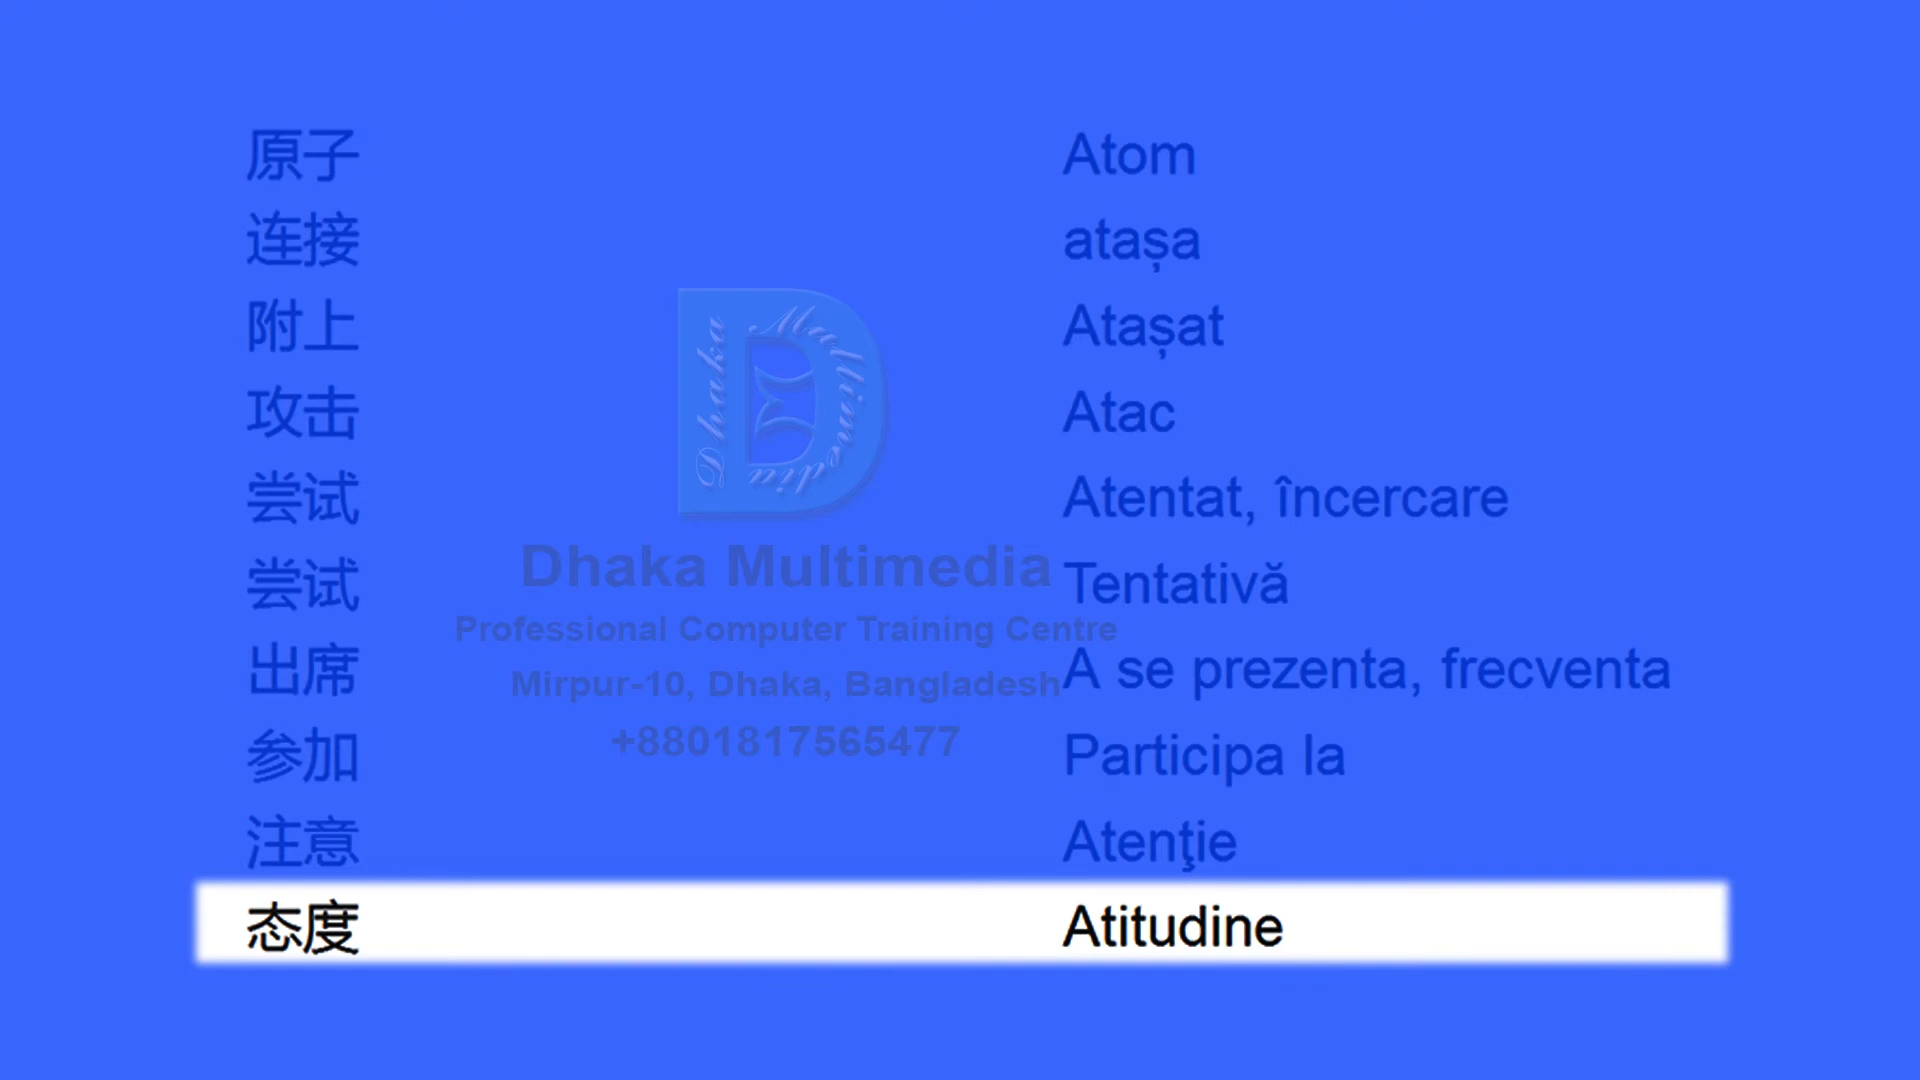 原子 Atom
连接 atașa
附上 Atașat
攻击 Atac
尝试 Atentat, încercare
尝试 Tentativă
出席 A se prezenta, frecventa
参加 Participa la
注意 Atenţie
态度 Atitudine
Dhaka Multimedia
Dhaka Multimedia
Professional Computer Training Centre
Mirpur-10, Dhaka, Bangladesh
+8801817565477